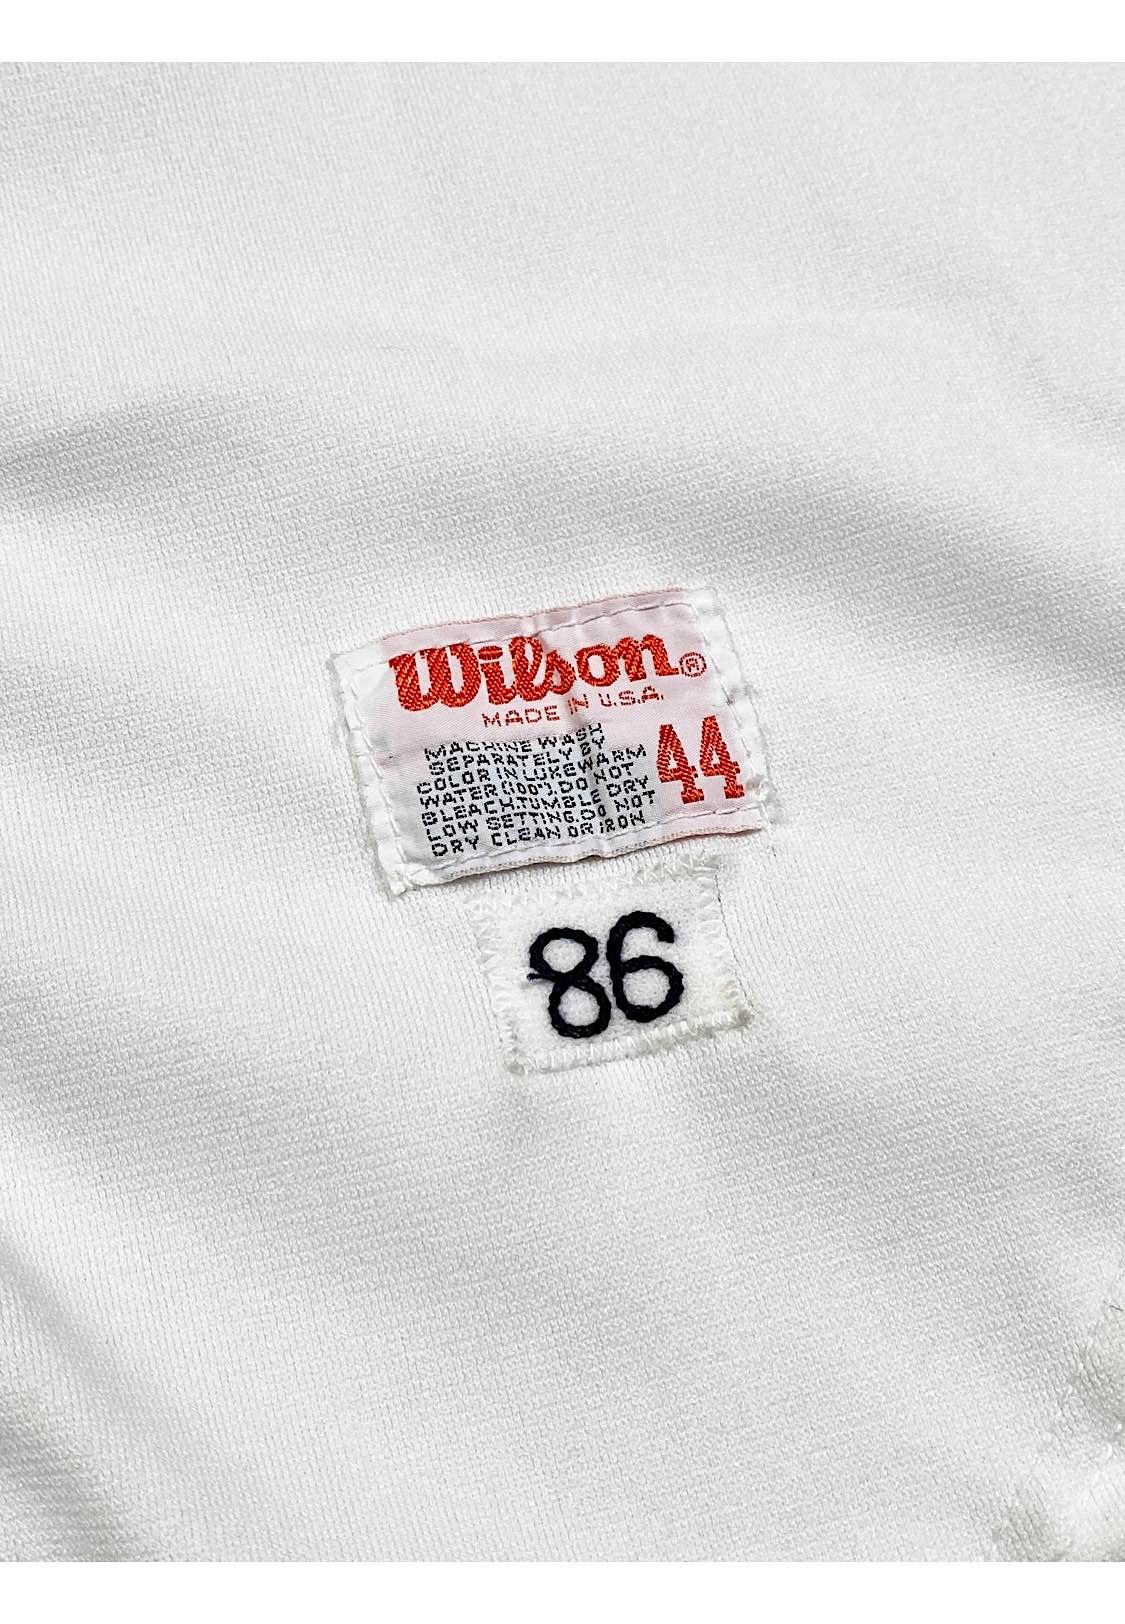 Wilson®
MADE IN U.S.A.
44
MACHINE WASH
SEPARATELY BY
COLOR IN LUKEWARM
WATER (100°). DO NOT
BLEACH. TUMBLE DRY
LOW SETTING. DO NOT
DRY CLEAN OR IRON
86